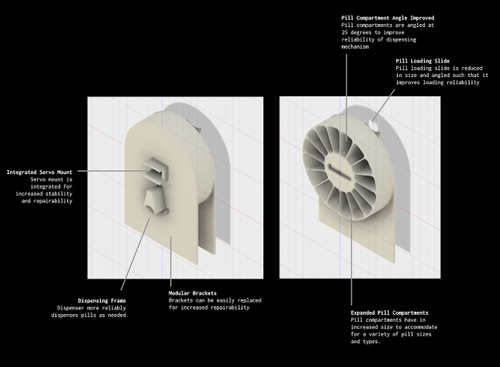 Pill Compartment Angle Improved
Pill compartments are angled at
25 degrees to improve
reliability of dispensing
mechanism
Pill Loading Slide
Pill loading slide is reduced
in size and angled such that it
improves loading reliability
Integrated Servo Mount
Servo mount is
integrated for
increased stability
and repairability
Dispensing Frame
Dispenser more reliably
dispenses pills as needed
Modular Brackets
Brackets can be easily replaced
for increased repairability
Expanded Pill Compartments
Pill compartments have in
increased size to accommodate
for a variety of pill sizes
and types.